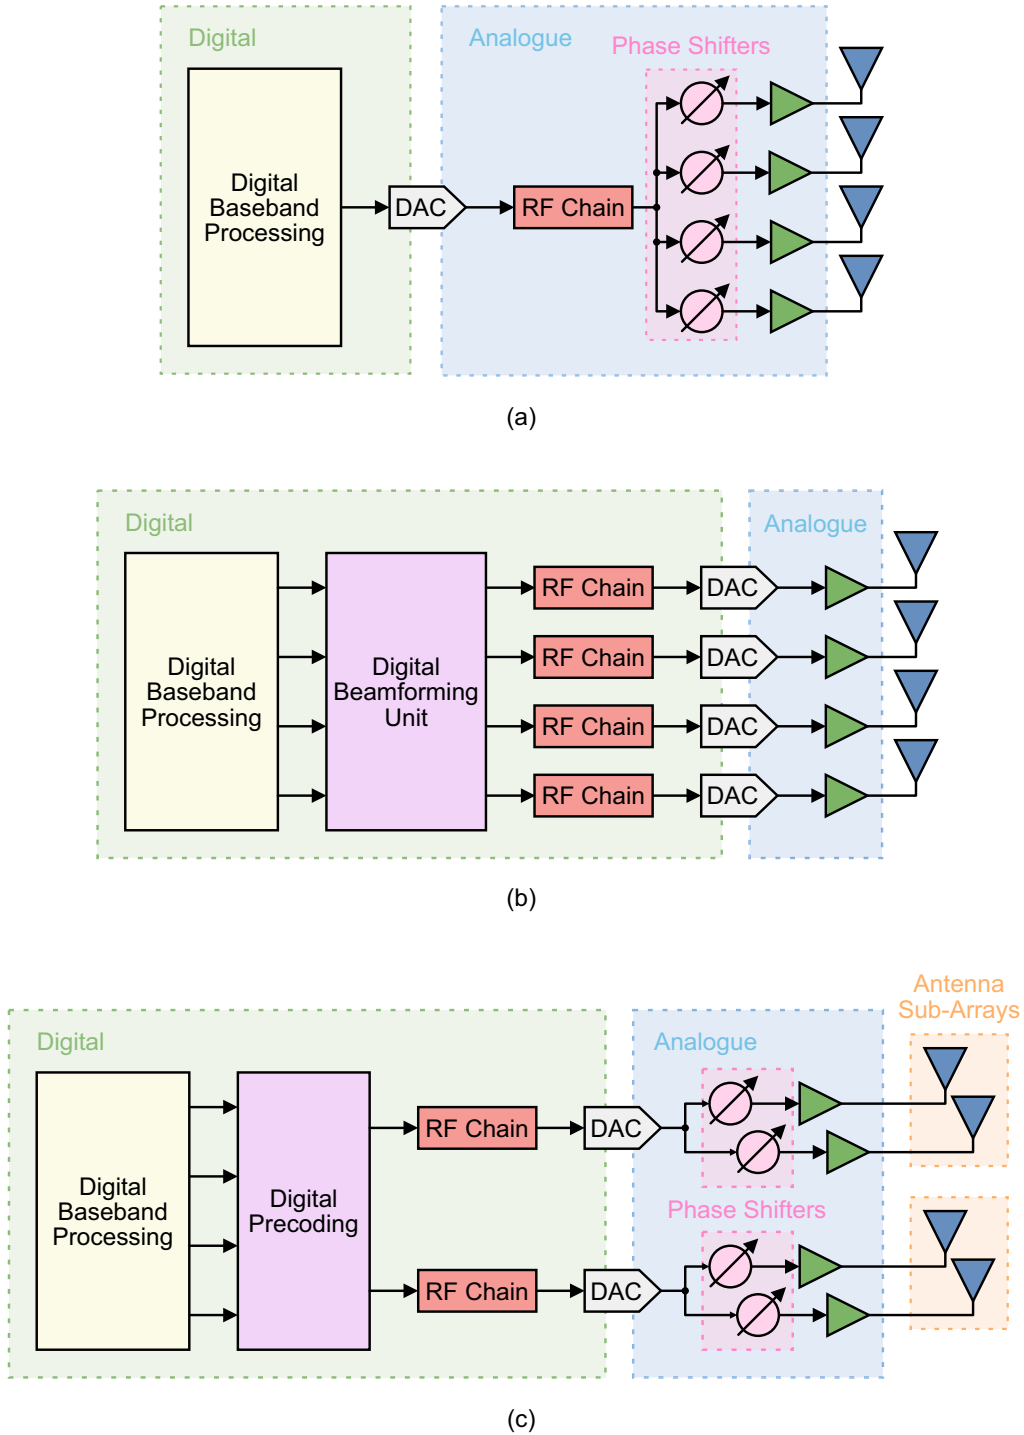 Digital
Analogue
Phase Shifters
Digital
Baseband
Processing
DAC
RF Chain
(a)
Digital
Analogue
Digital
Baseband
Processing
Digital
Beamforming
Unit
RF Chain
DAC
RF Chain
DAC
RF Chain
DAC
RF Chain
DAC
(b)
Antenna
Sub-Arrays
Digital
Analogue
Digital
Baseband
Processing
Digital
Precoding
RF Chain
DAC
Phase Shifters
RF Chain
DAC
(c)